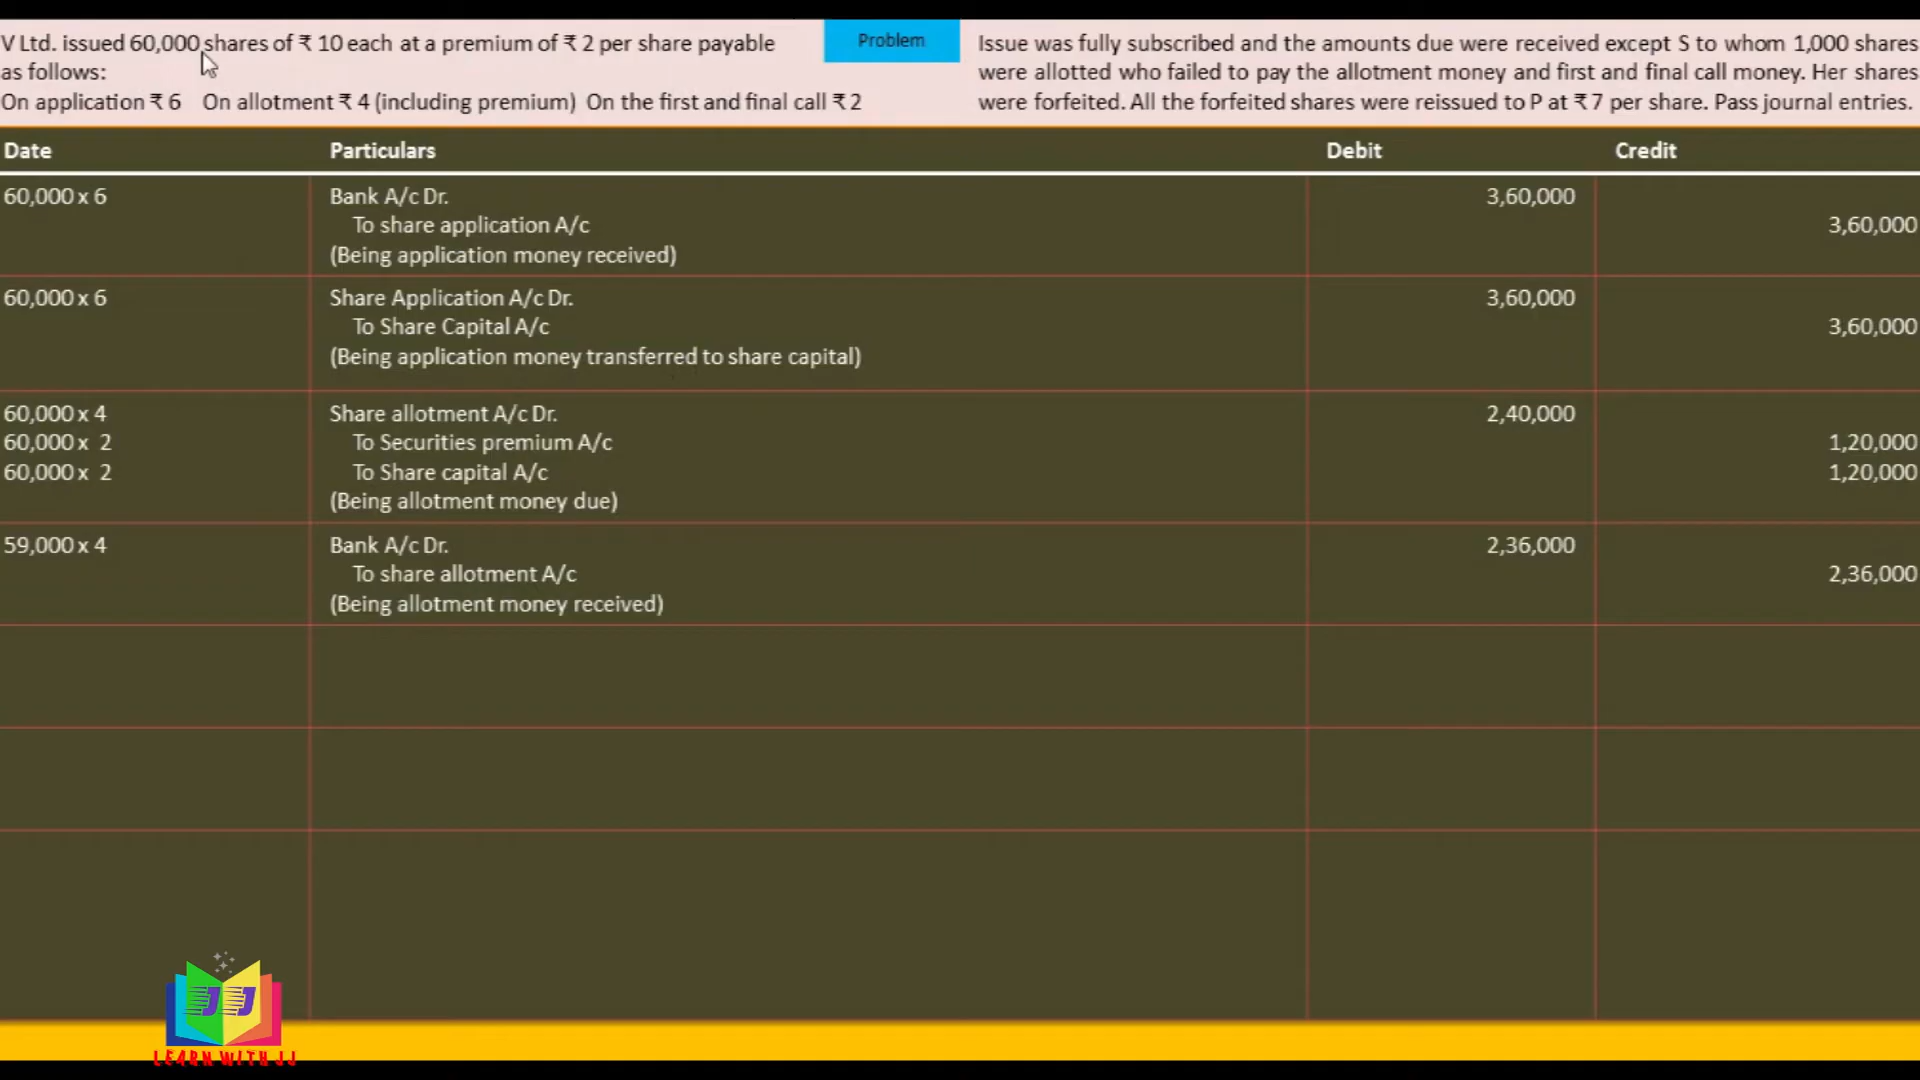 V Ltd. issued 60,000 shares of ₹ 10 each at a premium of ₹ 2 per share payable
as follows:
On application ₹ 6 On allotment ₹ 4 (including premium) On the first and final call ₹ 2
Problem
Issue was fully subscribed and the amounts due were received except S to whom 1,000 shares
were allotted who failed to pay the allotment money and first and final call money. Her shares
were forfeited. All the forfeited shares were reissued to P at ₹ 7 per share. Pass journal entries.
Date Particulars Debit Credit
60,000 x 6 Bank A/c Dr. 3,60,000
To share application A/c 3,60,000
(Being application money received)
60,000 x 6 Share Application A/c Dr. 3,60,000
To Share Capital A/c 3,60,000
(Being application money transferred to share capital)
60,000 x 4 Share allotment A/c Dr. 2,40,000
60,000 x 2 To Securities premium A/c 1,20,000
60,000 x 2 To Share capital A/c 1,20,000
(Being allotment money due)
59,000 x 4 Bank A/c Dr. 2,36,000
To share allotment A/c 2,36,000
(Being allotment money received)
JJ
LEARN WITH JJ